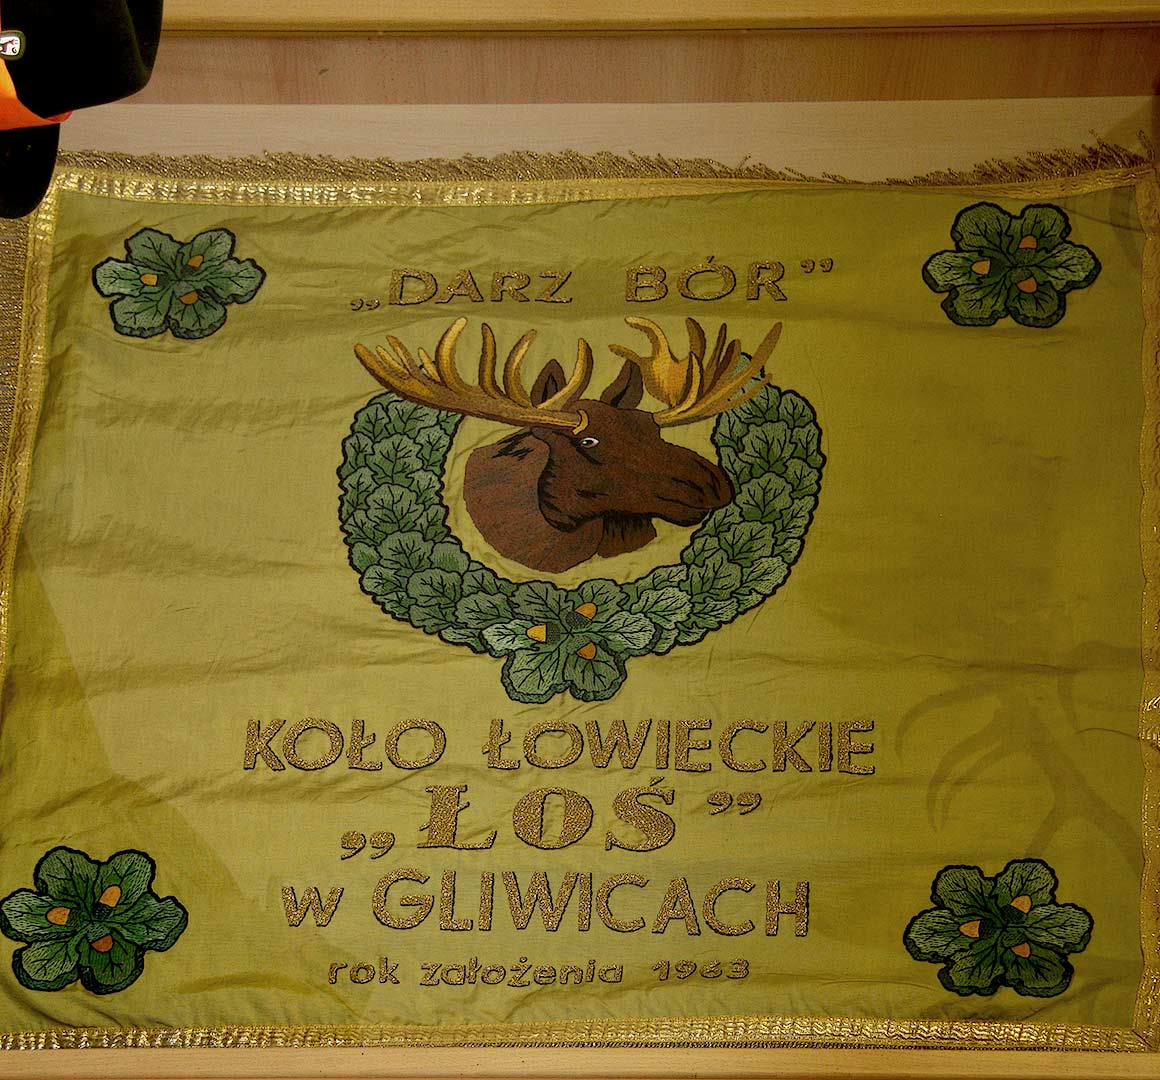 „DARZ BÓR”
KOŁO ŁOWIECKIE
„ŁOŚ”
W GLIWICACH
rok założenia 1963